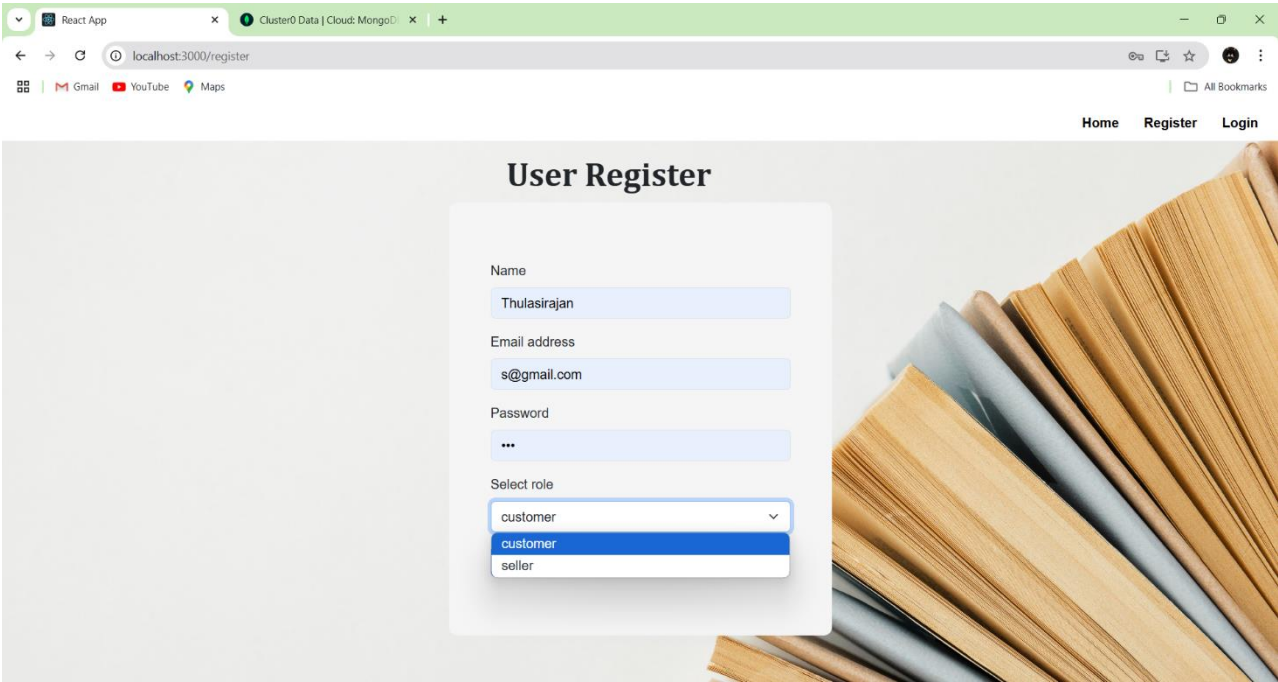 React App
Cluster0 Data | Cloud: MongoD
localhost:3000/register
Gmail YouTube Maps
All Bookmarks
Home Register Login
User Register
Name
Thulasirajan
Email address
s@gmail.com
Password
•••
Select role
customer
customer
seller